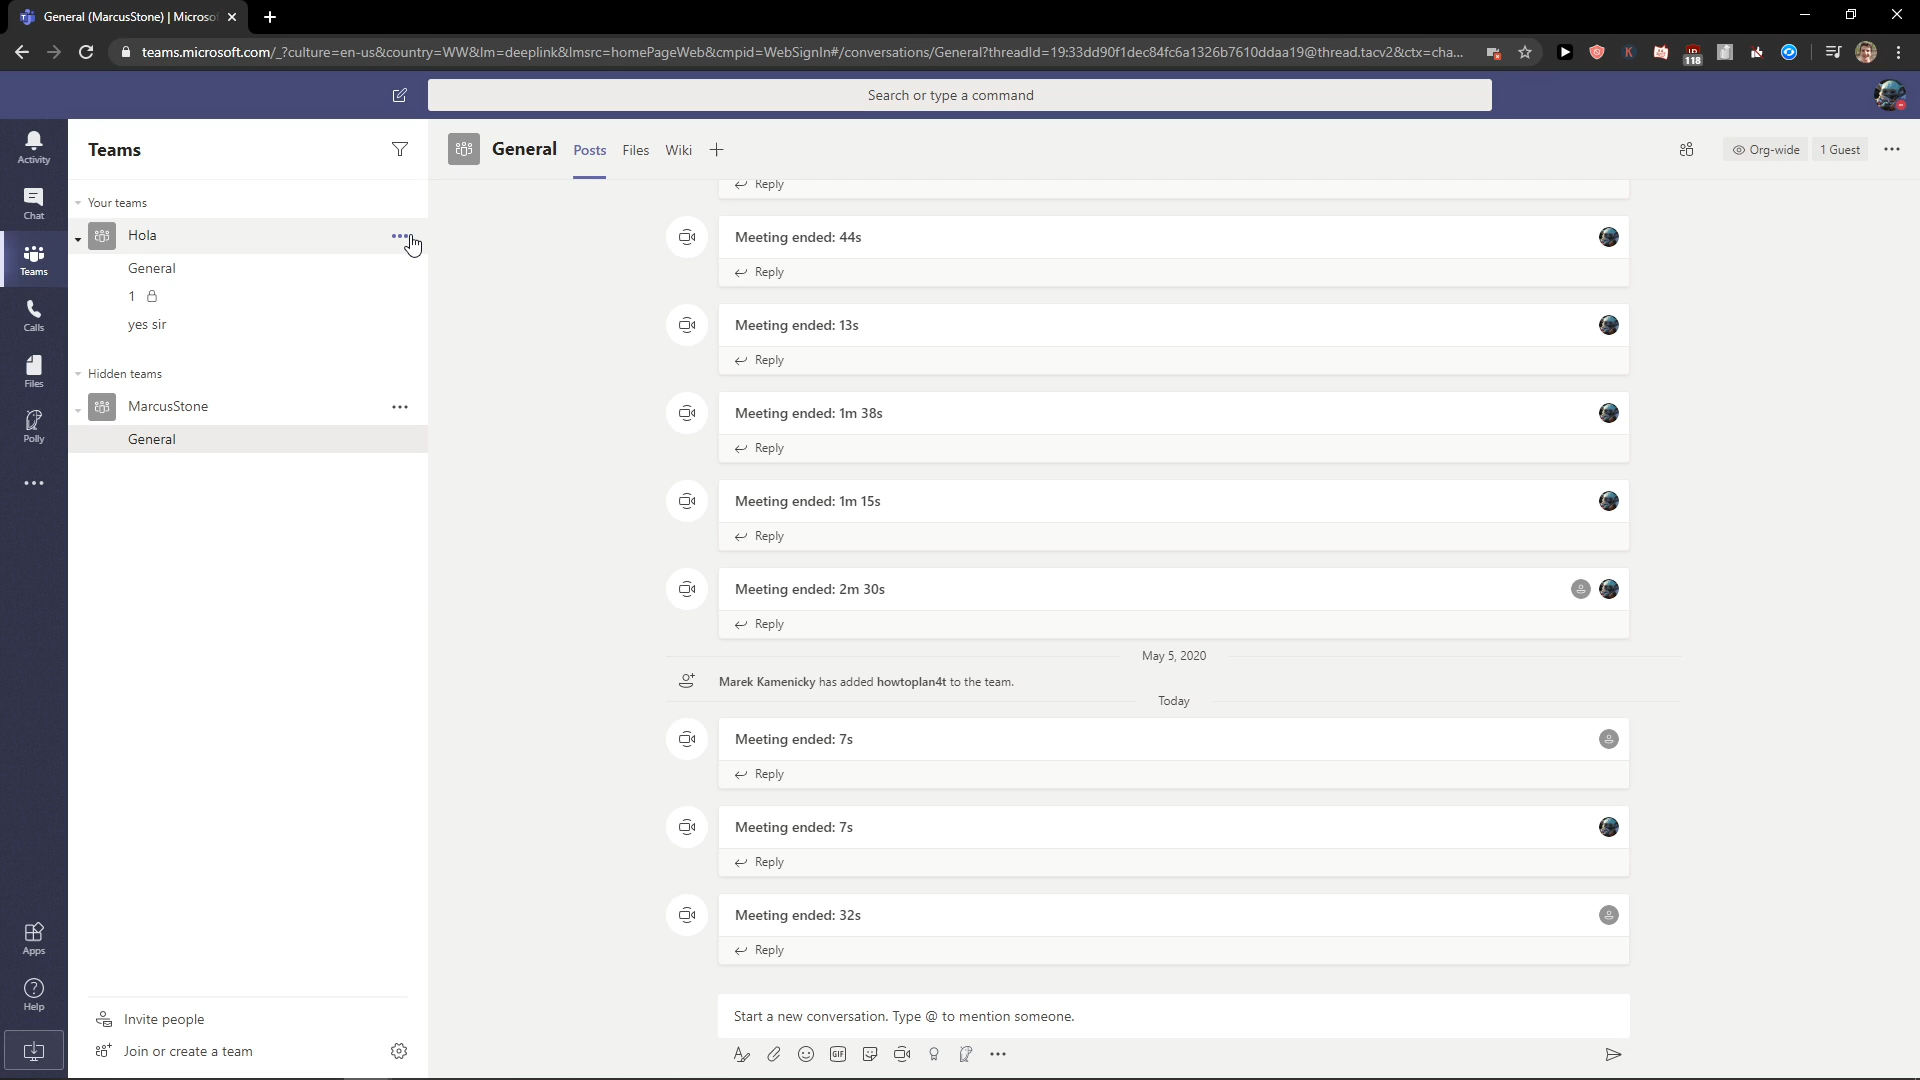 General (MarcusStone) | Microso
teams.microsoft.com/_?culture=en-us&country=WW&lm=deeplink&lmsrc=homePageWeb&cmpid=WebSignIn#/conversations/General?threadId=19:33dd90f1dec84fc6a1326b7610ddaa19@thread.tacv2&ctx=cha...
118
Search or type a command
Activity
Chat
Teams
Calls
Files
Polly
Apps
Help
Teams
Your teams
Hola
General
1
yes sir
Hidden teams
MarcusStone
General
Invite people
Join or create a team
General Posts Files Wiki
Org-wide 1 Guest
Reply
Meeting ended: 44s
Reply
Meeting ended: 13s
Reply
Meeting ended: 1m 38s
Reply
Meeting ended: 1m 15s
Reply
Meeting ended: 2m 30s
Reply
May 5, 2020
Marek Kamenicky has added howtoplan4t to the team.
Today
Meeting ended: 7s
Reply
Meeting ended: 7s
Reply
Meeting ended: 32s
Reply
Start a new conversation. Type @ to mention someone.
GIF